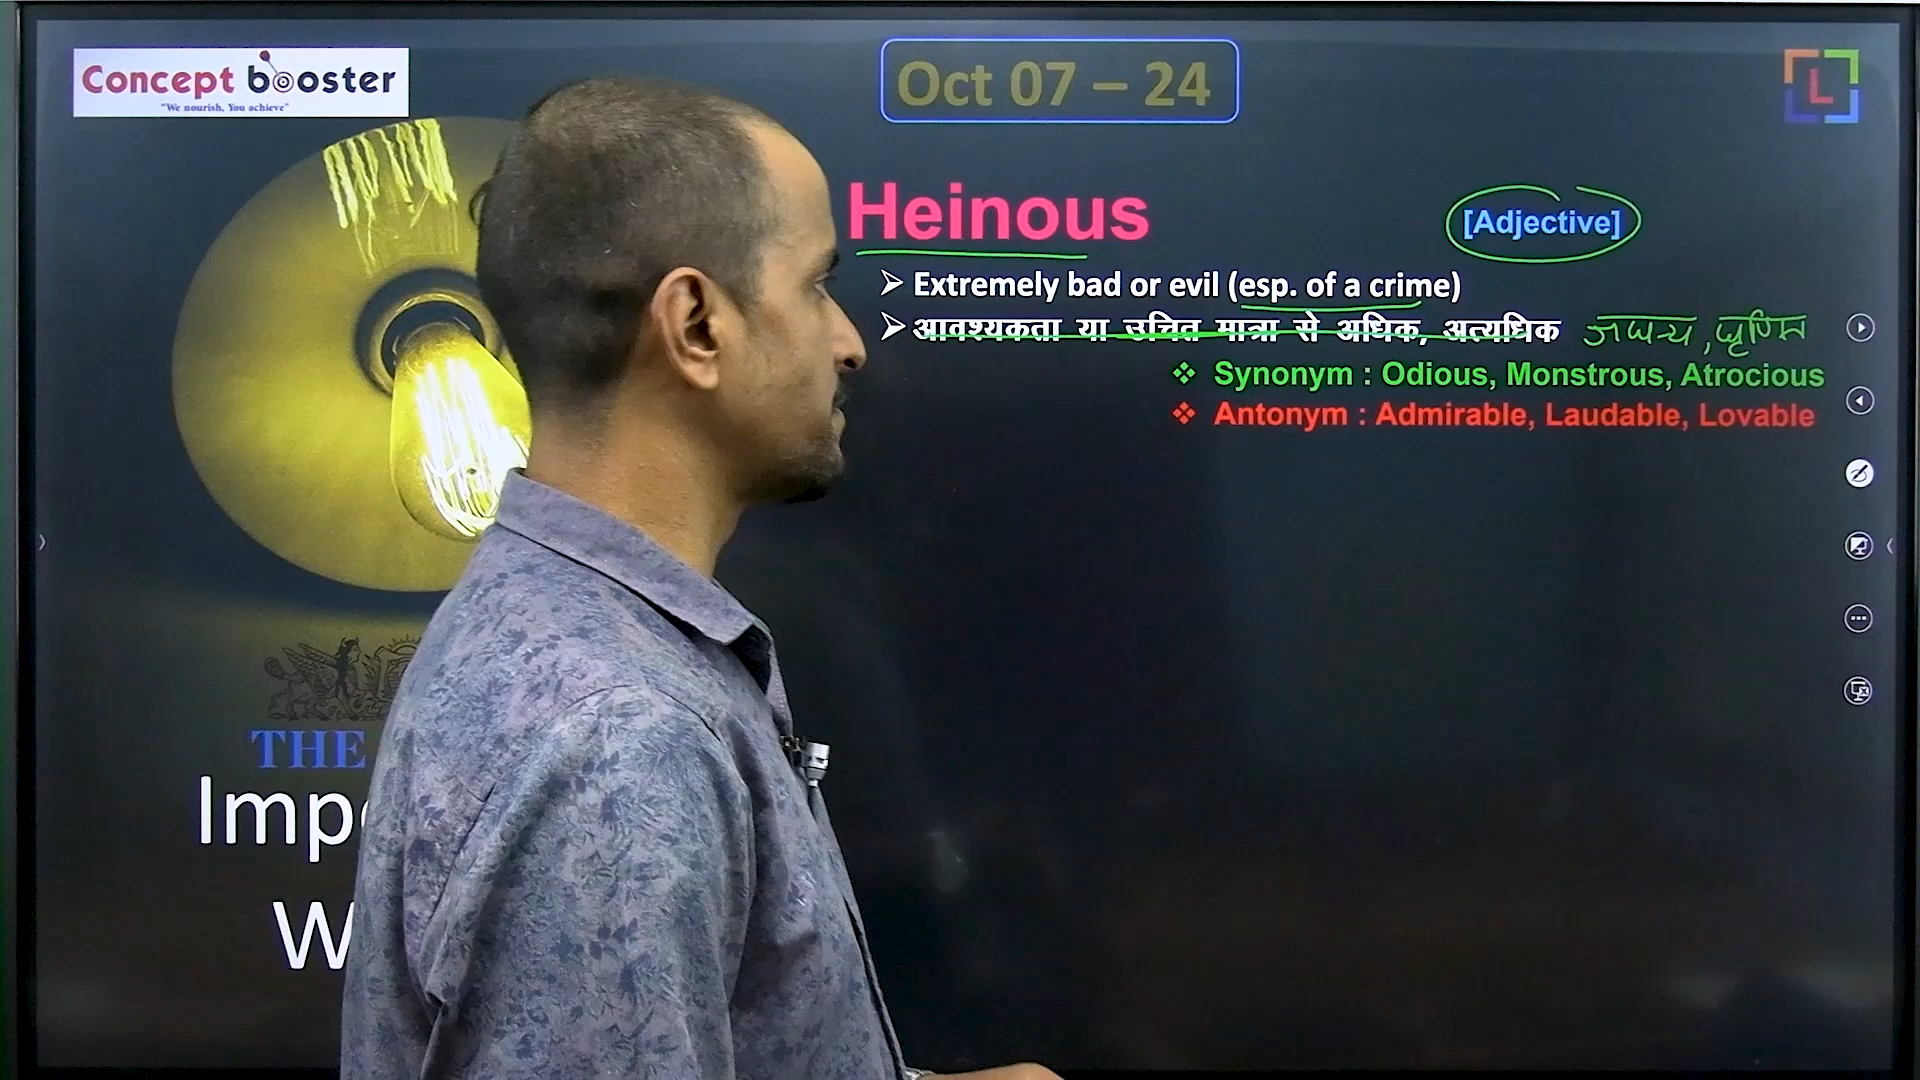 Concept booster
"We nourish, You achieve"
Oct 07 – 24
L
Heinous
[Adjective]
Extremely bad or evil (esp. of a crime)
आवश्यकता या उचित मात्रा से अधिक, अत्यधिक जघन्य, घृणित
Synonym : Odious, Monstrous, Atrocious
Antonym : Admirable, Laudable, Lovable
THE